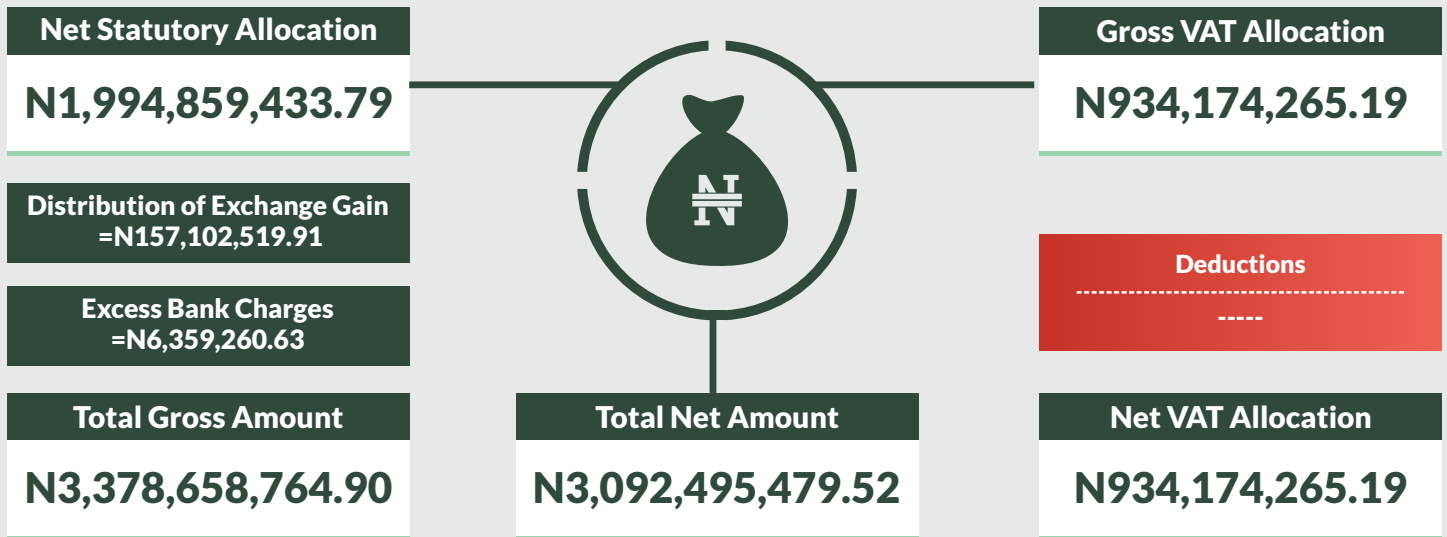 Net Statutory Allocation
N1,994,859,433.79
Distribution of Exchange Gain
=N157,102,519.91
Excess Bank Charges
=N6,359,260.63
Total Gross Amount
N3,378,658,764.90
₦
Total Net Amount
N3,092,495,479.52
Gross VAT Allocation
N934,174,265.19
Deductions
--------------------------------------------
-----
Net VAT Allocation
N934,174,265.19